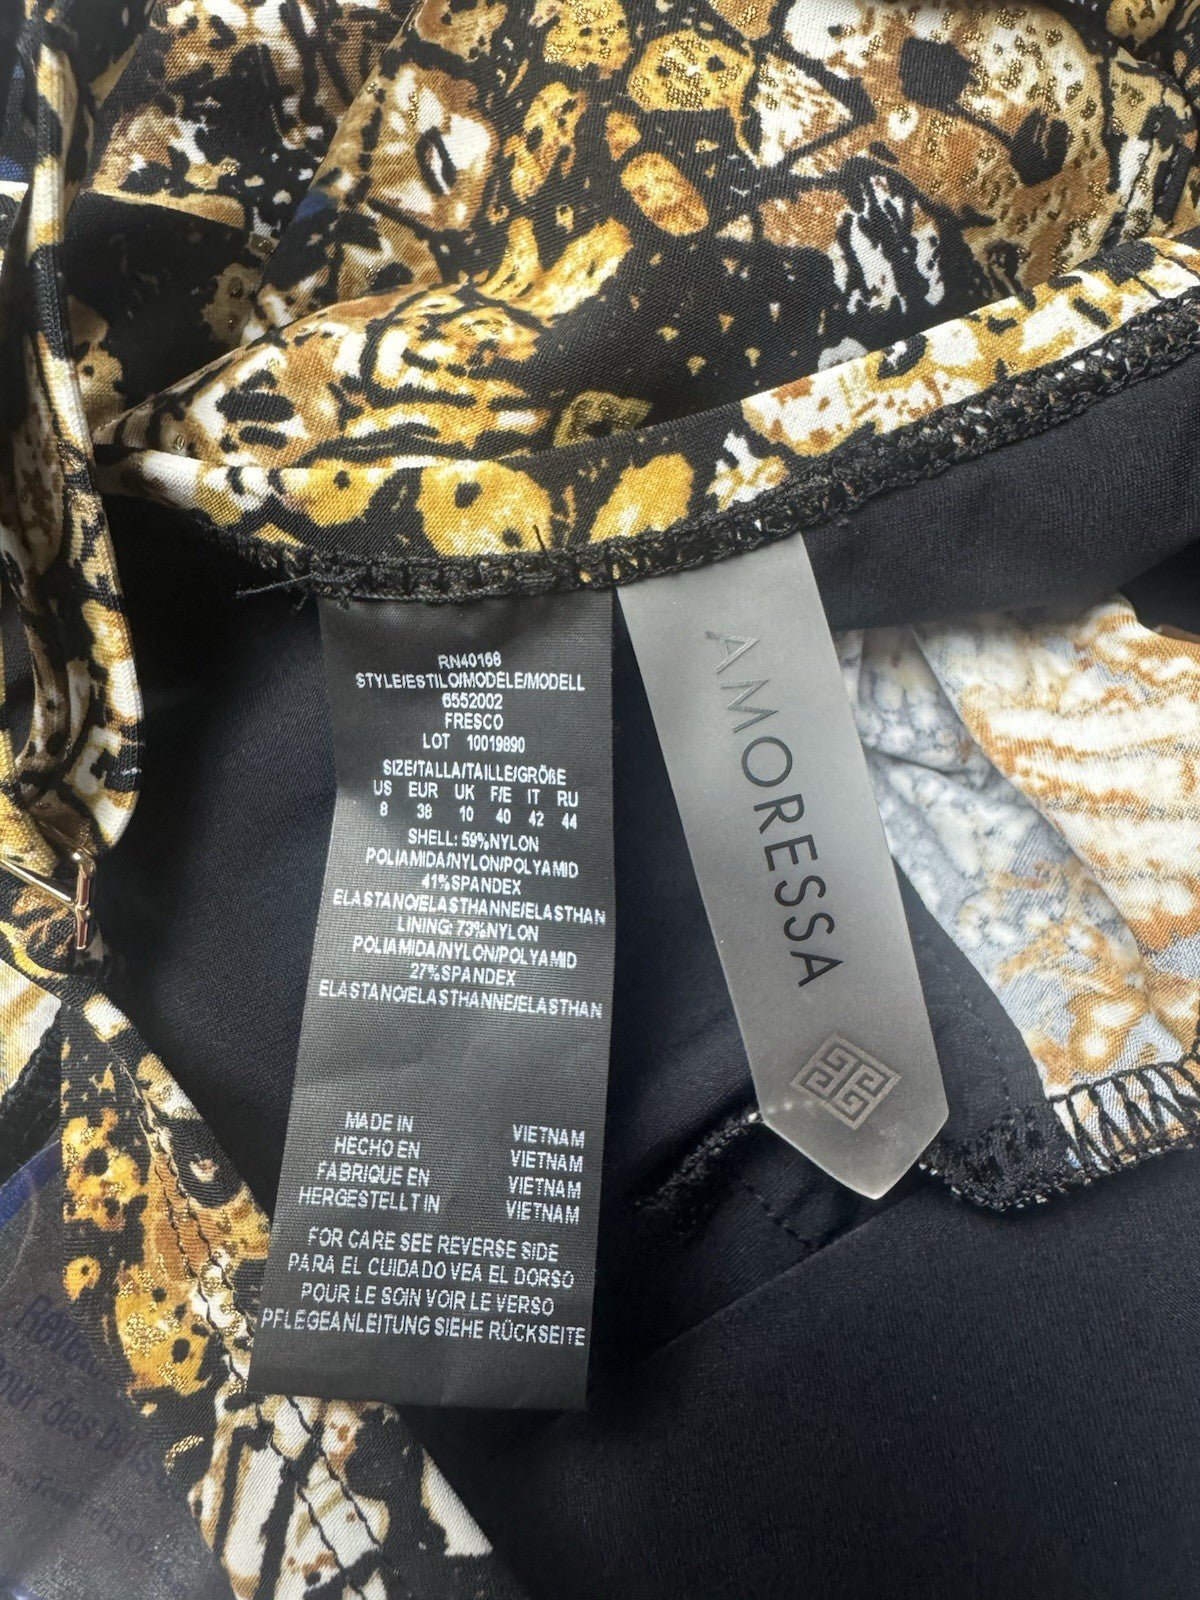 RN40168
STYLE/ESTILO/MODELE/MODELL
6552002
FRESCO
LOT 10019890
SIZE/TALLA/TAILLE/GRÖßE
US EUR UK F/E IT RU
8 38 10 40 42 44
SHELL: 59%NYLON
POLIAMIDA/NYLON/POLYAMID
41%SPANDEX
ELASTANO/ELASTHANNE/ELASTHAN
LINING: 73%NYLON
POLIAMIDA/NYLON/POLYAMID
27%SPANDEX
ELASTANO/ELASTHANNE/ELASTHAN
MADE IN VIETNAM
HECHO EN VIETNAM
FABRIQUE EN VIETNAM
HERGESTELLT IN VIETNAM
FOR CARE SEE REVERSE SIDE
PARA EL CUIDADO VEA EL DORSO
POUR LE SOIN VOIR LE VERSO
PFLEGEANLEITUNG SIEHE RÜCKSEITE
AMORESSA